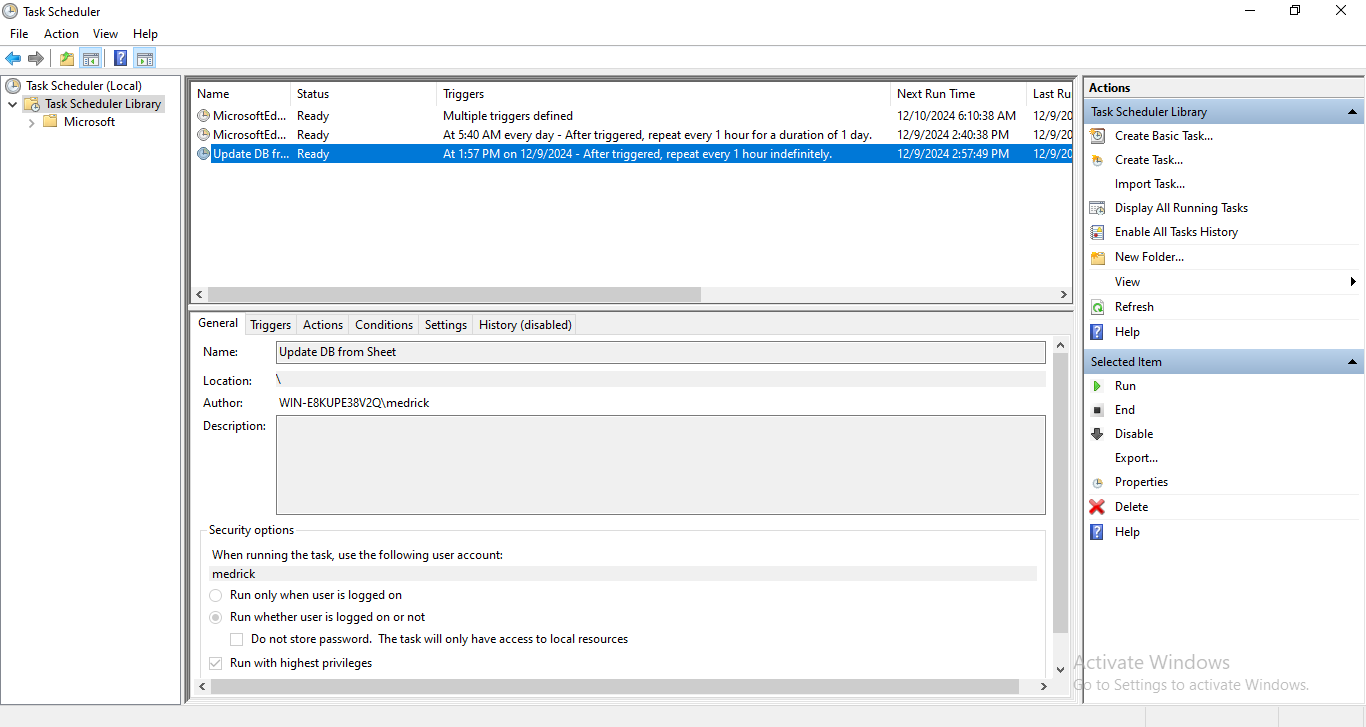 Task Scheduler
File Action View Help
Task Scheduler (Local)
Task Scheduler Library
Microsoft
Name Status Triggers Next Run Time Last Ru
MicrosoftEd... Ready Multiple triggers defined 12/10/2024 6:10:38 AM 12/9/20
MicrosoftEd... Ready At 5:40 AM every day - After triggered, repeat every 1 hour for a duration of 1 day. 12/9/2024 2:40:38 PM 12/9/20
Update DB fr... Ready At 1:57 PM on 12/9/2024 - After triggered, repeat every 1 hour indefinitely. 12/9/2024 2:57:49 PM 12/9/20
General Triggers Actions Conditions Settings History (disabled)
Name: Update DB from Sheet
Location: \
Author: WIN-E8KUPE38V2Q\medrick
Description:
Security options
When running the task, use the following user account:
medrick
Run only when user is logged on
Run whether user is logged on or not
Do not store password. The task will only have access to local resources
Run with highest privileges
Actions
Task Scheduler Library
Create Basic Task...
Create Task...
Import Task...
Display All Running Tasks
Enable All Tasks History
New Folder...
View
Refresh
Help
Selected Item
Run
End
Disable
Export...
Properties
Delete
Help
Activate Windows
Go to Settings to activate Windows.